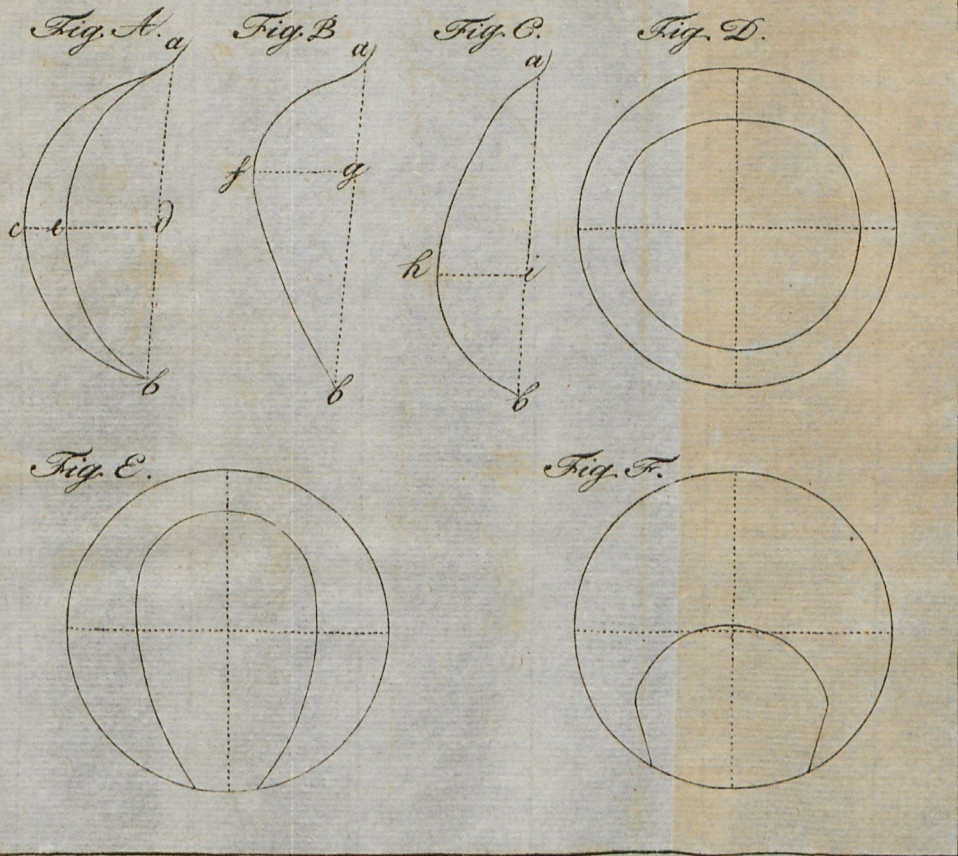 Fig. A. Fig. B Fig. C. Fig. D.
a a a
f g
c e d
h i
b b b
Fig. E. Fig. F.